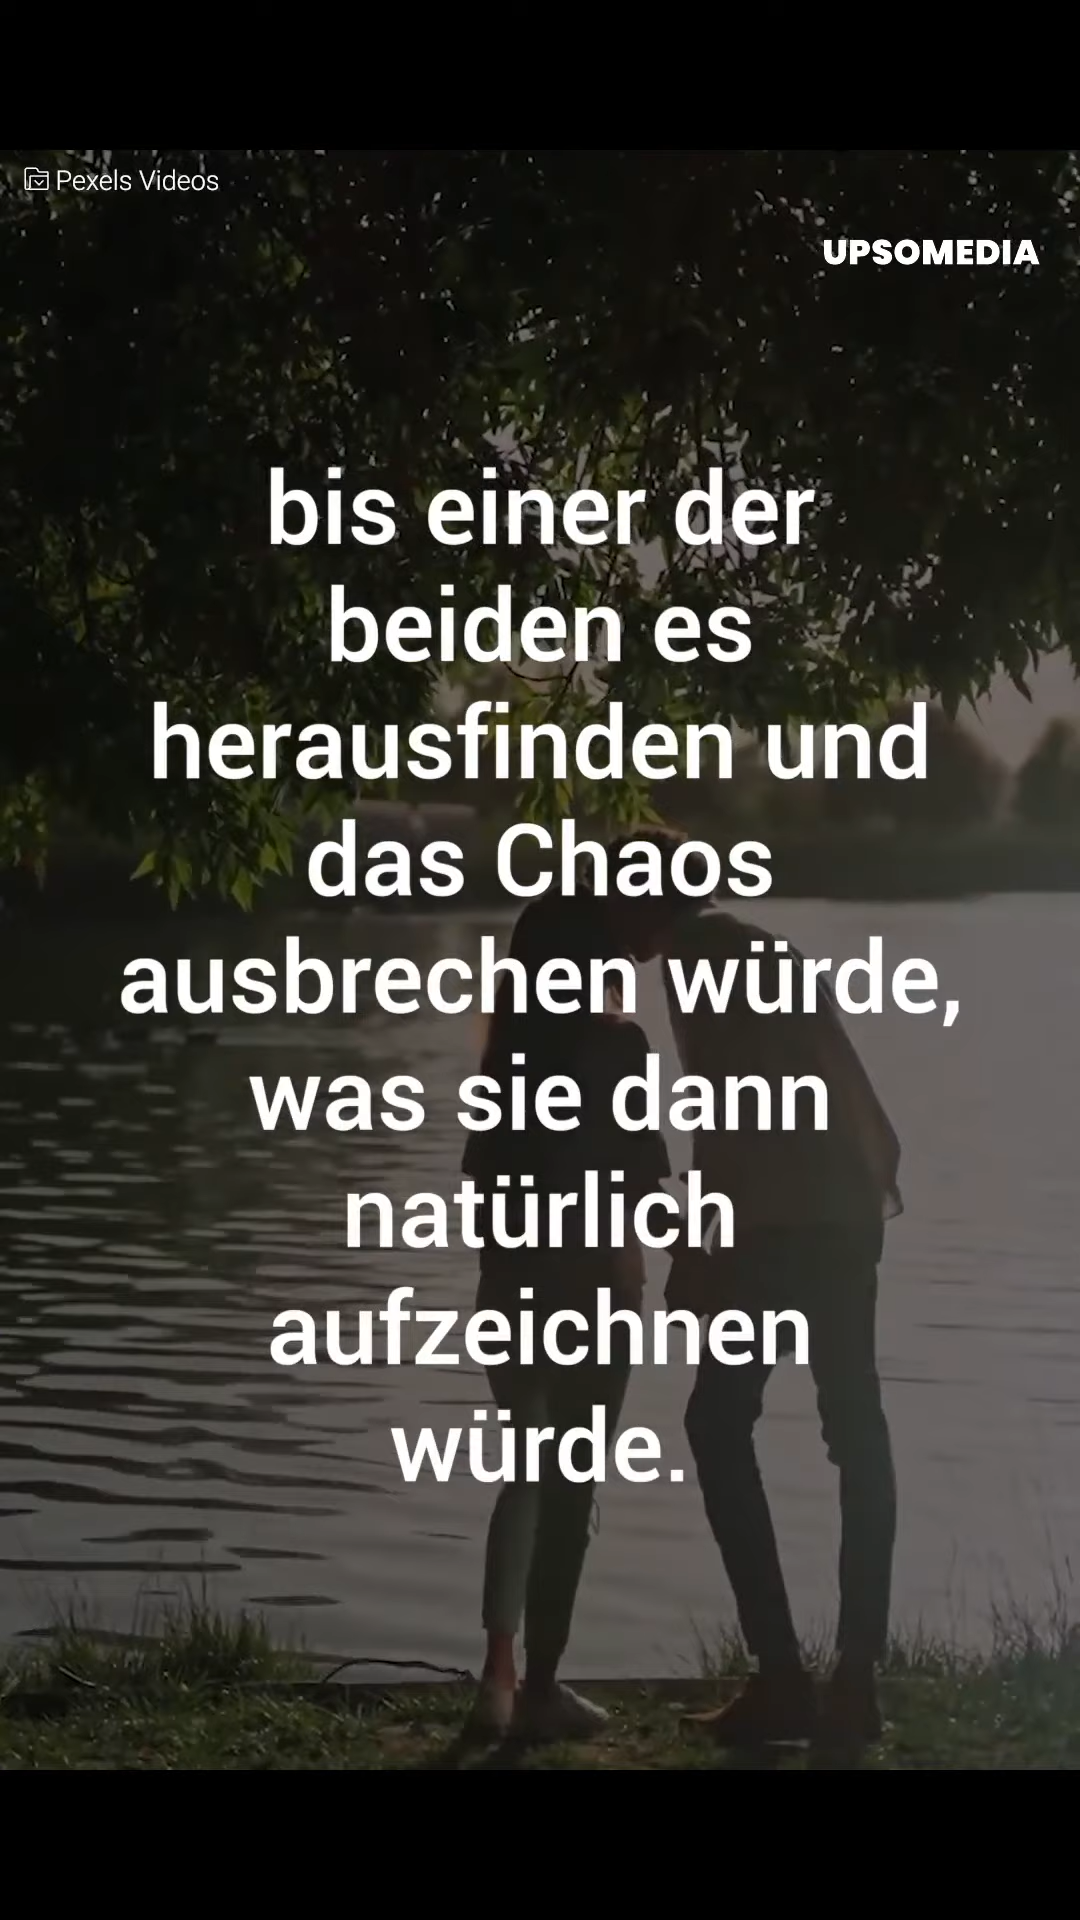 Pexels Videos
UPSOMEDIA
bis einer der
beiden es
herausfinden und
das Chaos
ausbrechen würde,
was sie dann
natürlich
aufzeichnen
würde.